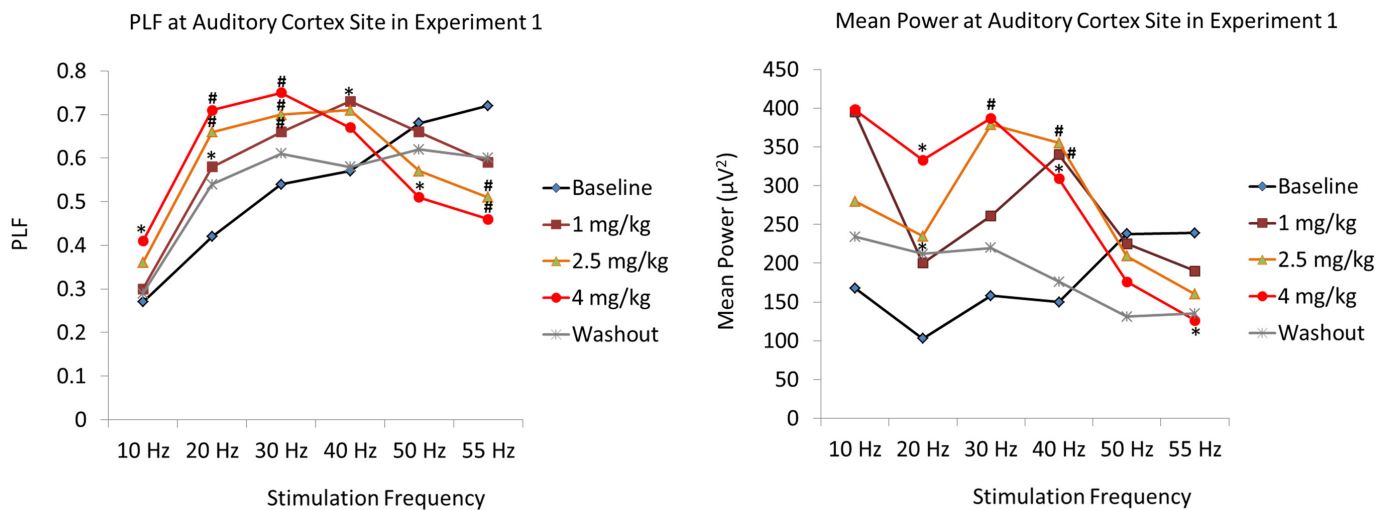 PLF at Auditory Cortex Site in Experiment 1
0.8
0.7
0.6
0.5
0.4
0.3
0.2
0.1
0
PLF
10 Hz 20 Hz 30 Hz 40 Hz 50 Hz 55 Hz
Stimulation Frequency
* # # * # # # * * # #
Baseline
1 mg/kg
2.5 mg/kg
4 mg/kg
Washout
Mean Power at Auditory Cortex Site in Experiment 1
450
400
350
300
250
200
150
100
50
0
Mean Power (µV²)
10 Hz 20 Hz 30 Hz 40 Hz 50 Hz 55 Hz
Stimulation Frequency
* * # # # * *
Baseline
1 mg/kg
2.5 mg/kg
4 mg/kg
Washout